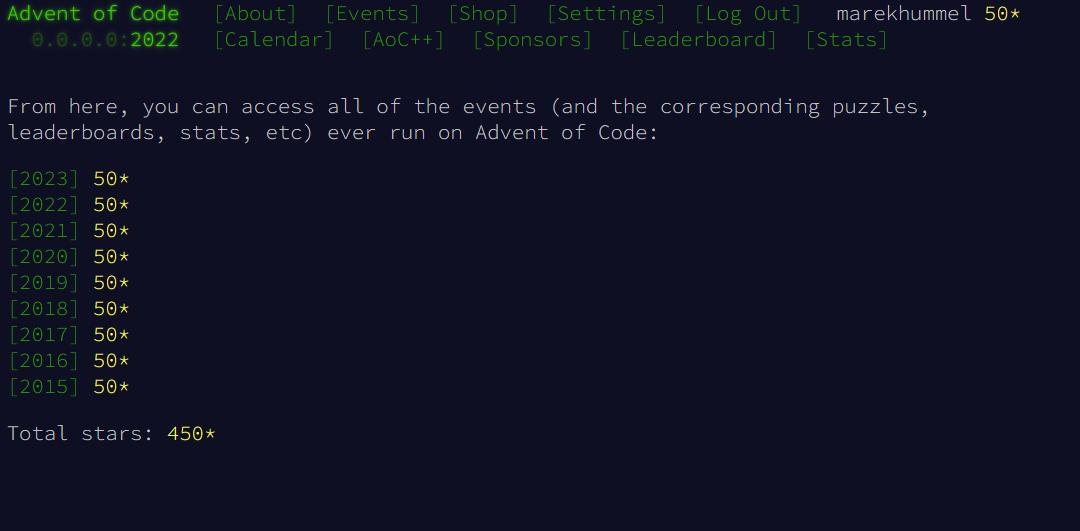 Advent of Code [About] [Events] [Shop] [Settings] [Log Out] marekhummel 50*
0.0.0.0:2022 [Calendar] [AoC++] [Sponsors] [Leaderboard] [Stats]
From here, you can access all of the events (and the corresponding puzzles,
leaderboards, stats, etc) ever run on Advent of Code:
[2023] 50*
[2022] 50*
[2021] 50*
[2020] 50*
[2019] 50*
[2018] 50*
[2017] 50*
[2016] 50*
[2015] 50*
Total stars: 450*